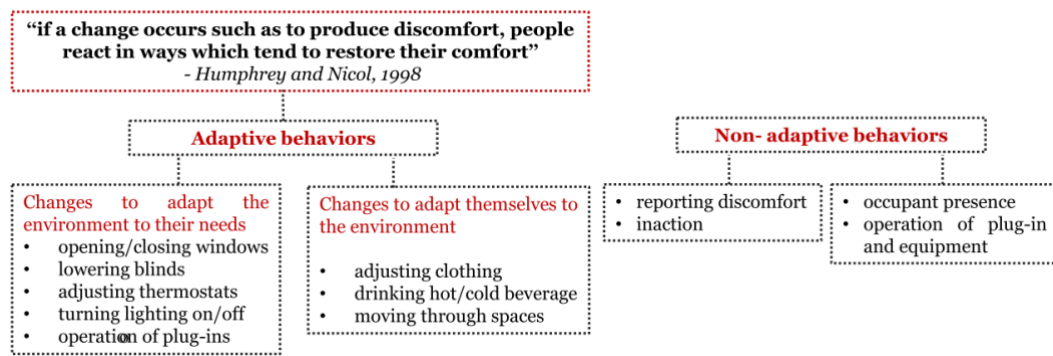 “if a change occurs such as to produce discomfort, people
react in ways which tend to restore their comfort”
- Humphrey and Nicol, 1998
Adaptive behaviors
Non- adaptive behaviors
Changes to adapt the
environment to their needs
• opening/closing windows
• lowering blinds
• adjusting thermostats
• turning lighting on/off
• operation of plug-ins
Changes to adapt themselves to
the environment
• adjusting clothing
• drinking hot/cold beverage
• moving through spaces
• reporting discomfort
• inaction
• occupant presence
• operation of plug-in
and equipment